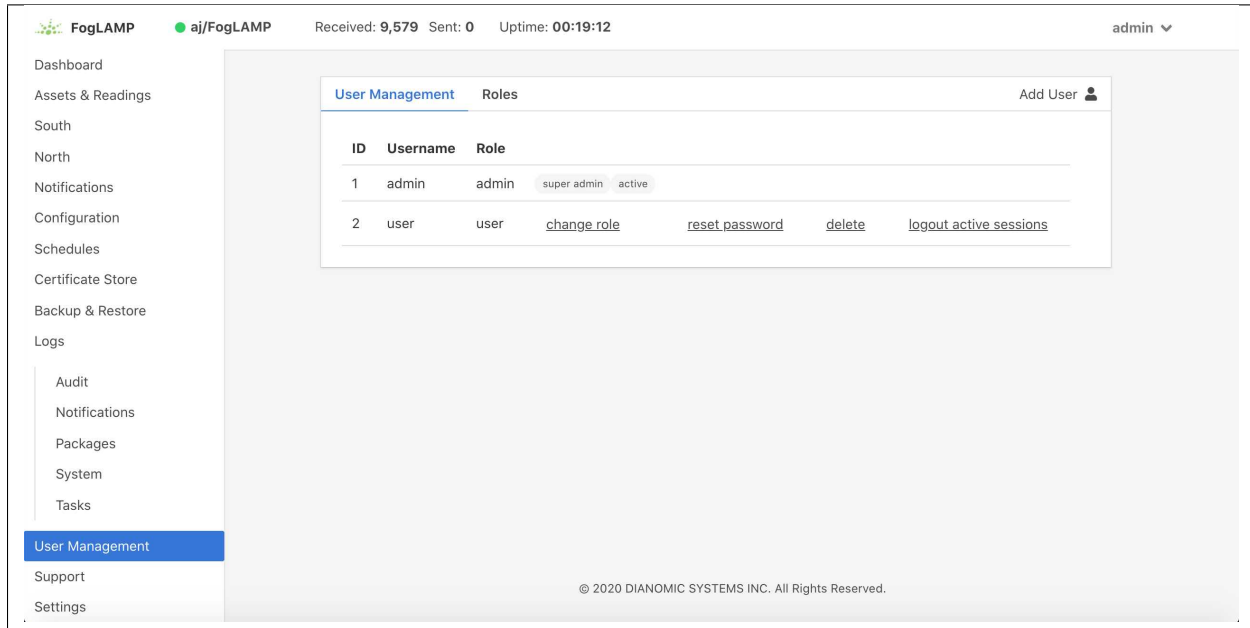 FogLAMP aj/FogLAMP Received: 9,579 Sent: 0 Uptime: 00:19:12 admin
Dashboard
Assets & Readings
South
North
Notifications
Configuration
Schedules
Certificate Store
Backup & Restore
Logs
Audit
Notifications
Packages
System
Tasks
User Management
Support
Settings
User Management Roles Add User
ID Username Role
1 admin admin super admin active
2 user user change role reset password delete logout active sessions
© 2020 DIANOMIC SYSTEMS INC. All Rights Reserved.